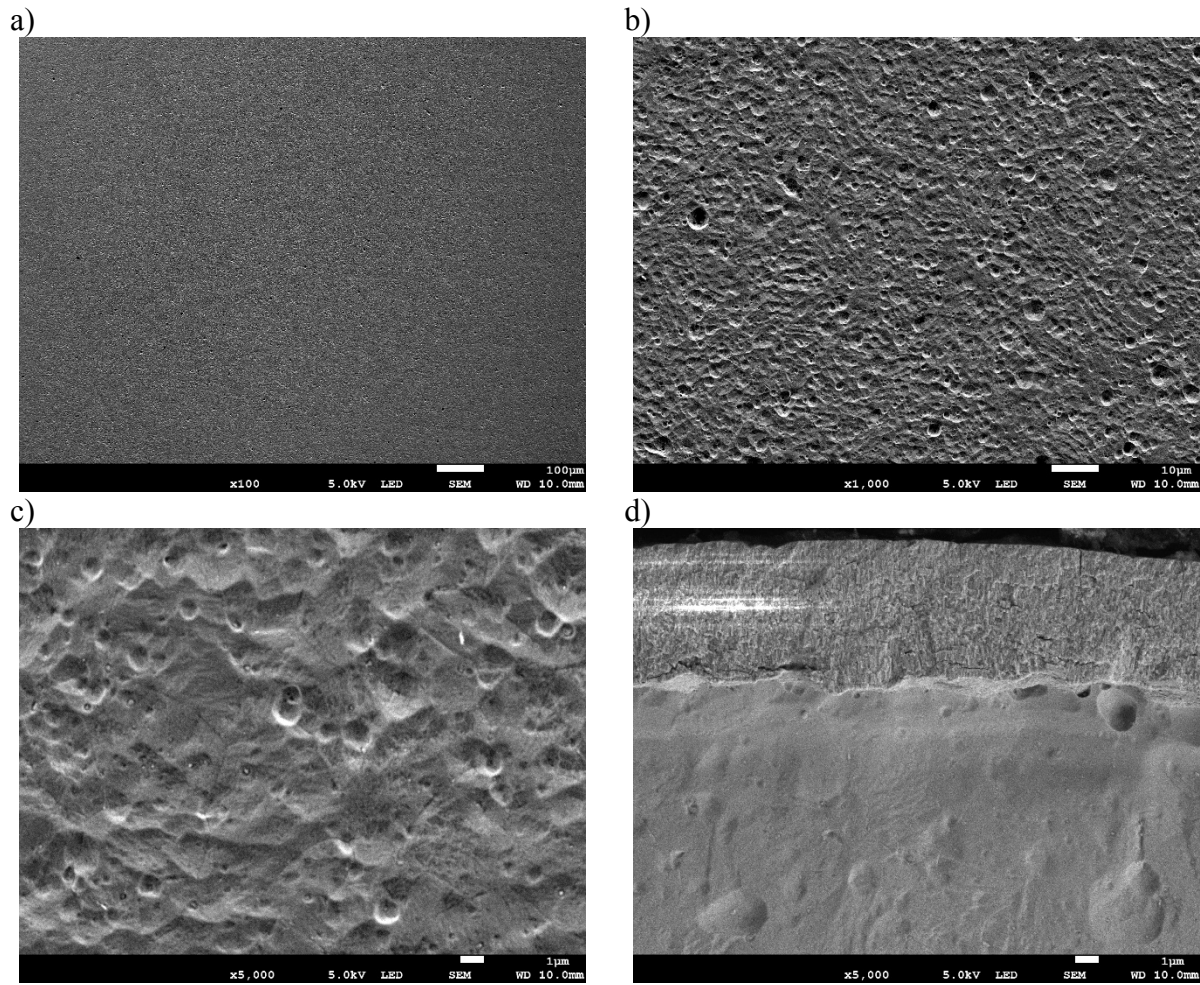 a)
b)
100µm
x100 5.0kV LED SEM WD 10.0mm
10µm
x1,000 5.0kV LED SEM WD 10.0mm
c)
d)
1µm
x5,000 5.0kV LED SEM WD 10.0mm
1µm
x5,000 5.0kV LED SEM WD 10.0mm